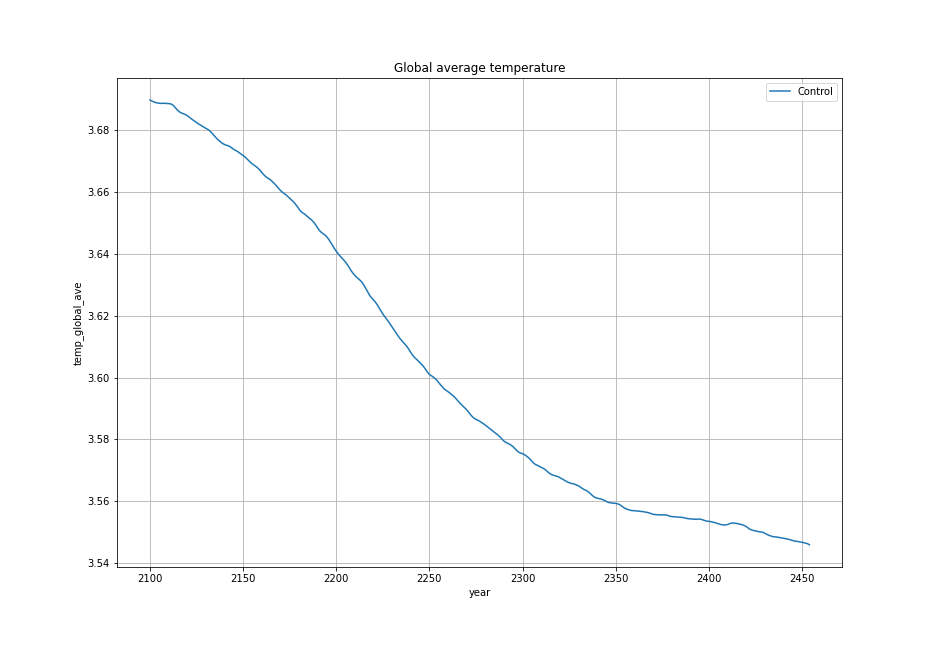 Global average temperature
Control
temp_global_ave
3.68
3.66
3.64
3.62
3.60
3.58
3.56
3.54
2100 2150 2200 2250 2300 2350 2400 2450
year